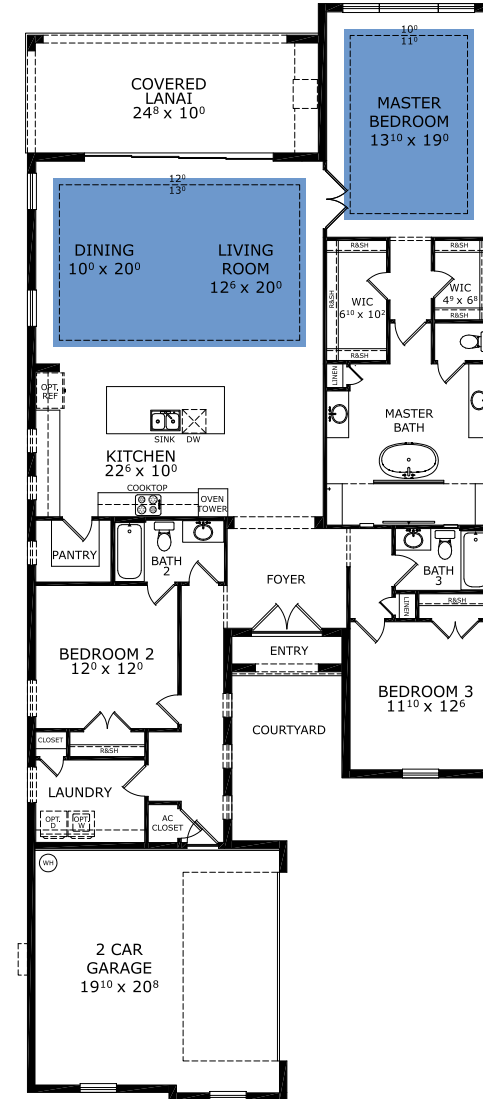 COVERED
LANAI
24⁸ x 10⁰
10⁰
11⁰
MASTER
BEDROOM
13¹⁰ x 19⁰
12⁰
13⁰
DINING
10⁰ x 20⁰
LIVING
ROOM
12⁶ x 20⁰
R&SH
R&SH
R&SH
WIC
6¹⁰ x 10²
R&SH
WIC
4⁹ x 6⁸
R&SH
LINEN
OPT.
REF
SINK
DW
KITCHEN
22⁶ x 10⁰
COOKTOP
OVEN
TOWER
MASTER
BATH
PANTRY
BATH
2
FOYER
BATH
3
LINEN
R&SH
ENTRY
BEDROOM 2
12⁰ x 12⁰
BEDROOM 3
11¹⁰ x 12⁶
COURTYARD
CLOSET
R&SH
LAUNDRY
OPT.
D
OPT.
W
AC
CLOSET
WH
2 CAR
GARAGE
19¹⁰ x 20⁸